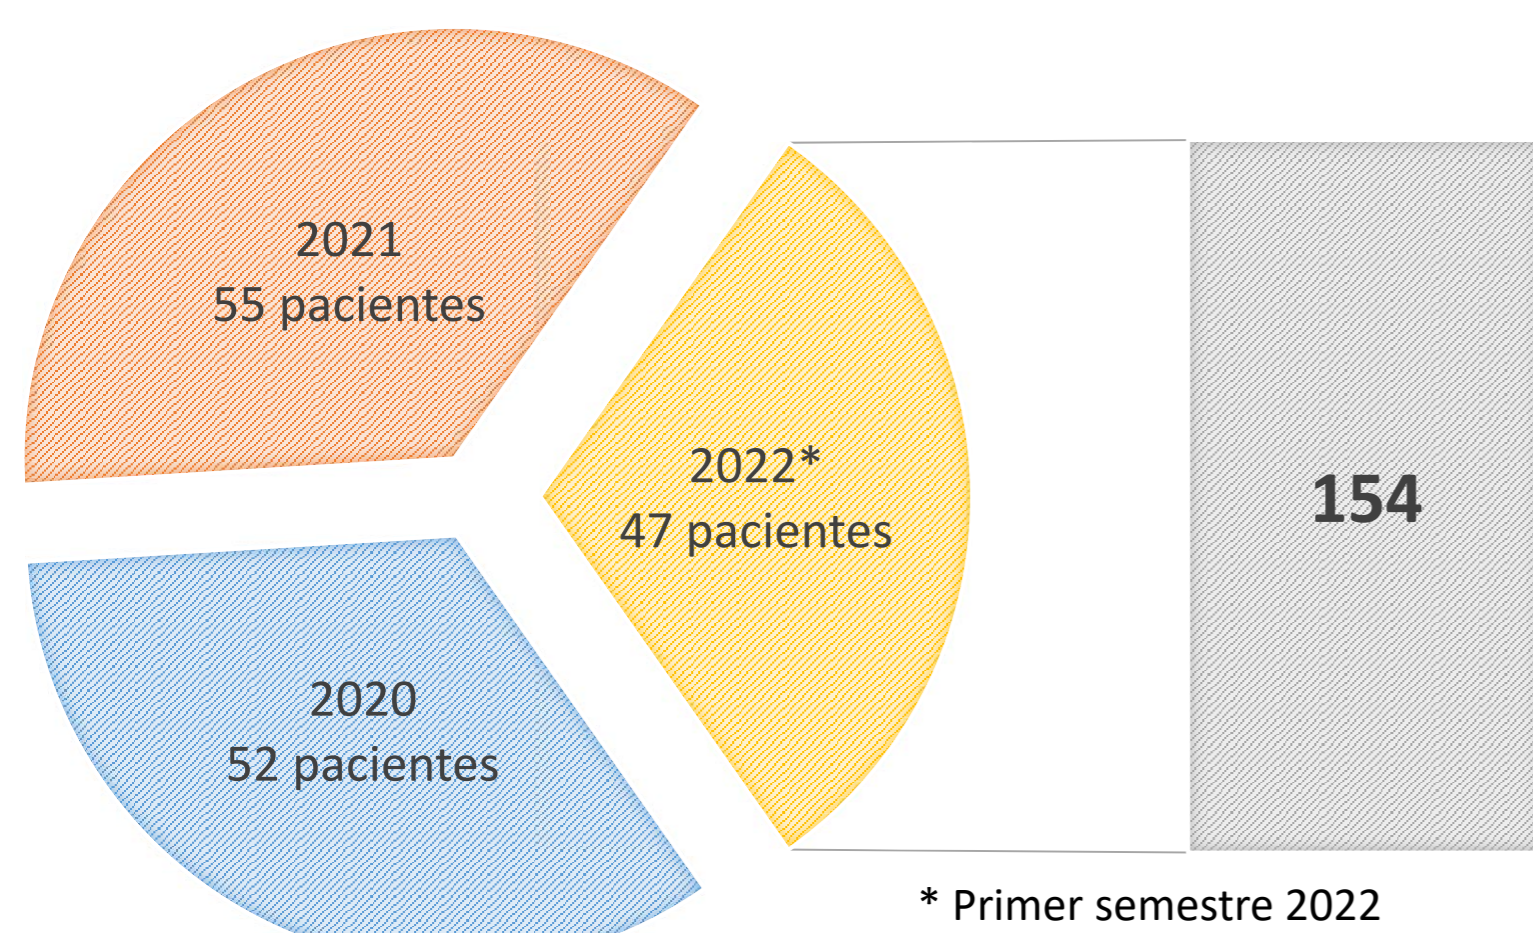 2021
55 pacientes
2022*
47 pacientes
154
2020
52 pacientes
* Primer semestre 2022